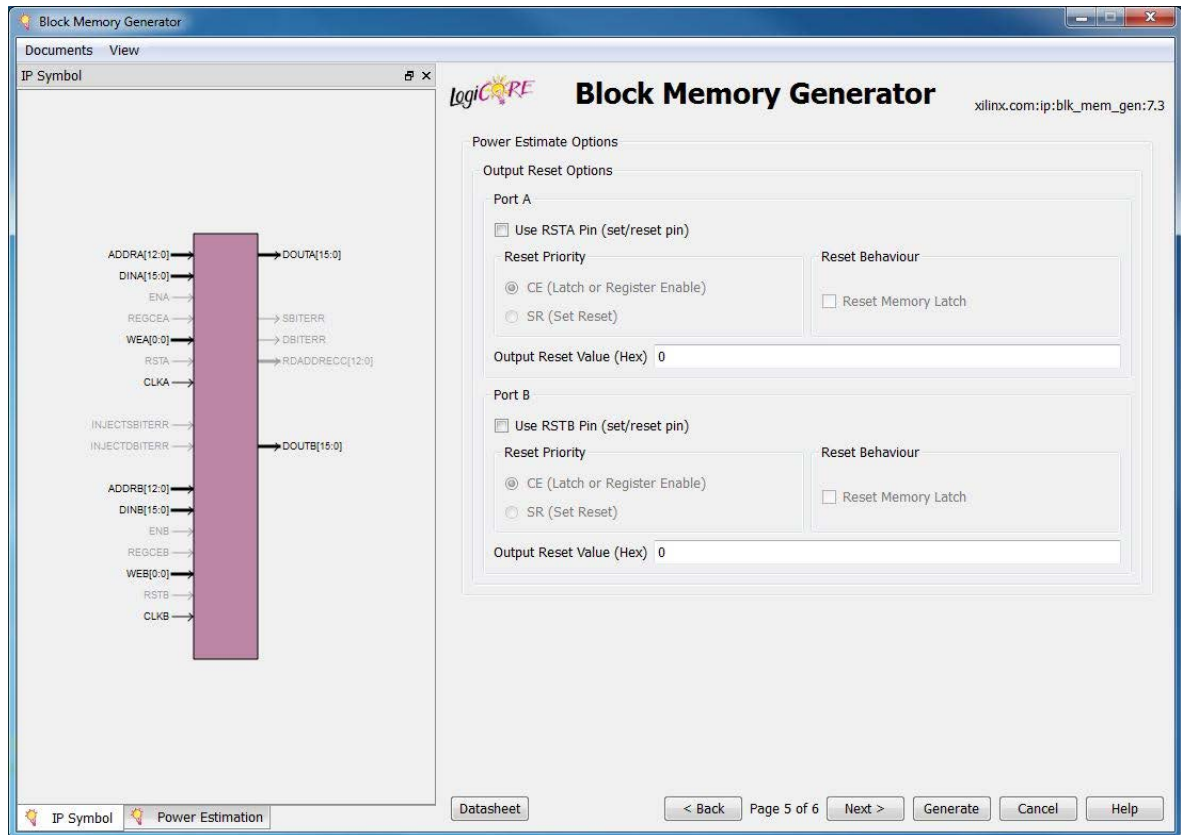 Block Memory Generator
Documents View
IP Symbol
ADDRA[12:0]
DOUTA[15:0]
DINA[15:0]
ENA
REGCEA
SBITERR
WEA[0:0]
DBITERR
RSTA
RDADDRECC[12:0]
CLKA
INJECTSBITERR
INJECTDBITERR
DOUTB[15:0]
ADDRB[12:0]
DINB[15:0]
ENB
REGCEB
WEB[0:0]
RSTB
CLKB
IP Symbol
Power Estimation
logiCORE
Block Memory Generator
xilinx.com:ip:blk_mem_gen:7.3
Power Estimate Options
Output Reset Options
Port A
Use RSTA Pin (set/reset pin)
Reset Priority
CE (Latch or Register Enable)
SR (Set Reset)
Reset Behaviour
Reset Memory Latch
Output Reset Value (Hex) 0
Port B
Use RSTB Pin (set/reset pin)
Reset Priority
CE (Latch or Register Enable)
SR (Set Reset)
Reset Behaviour
Reset Memory Latch
Output Reset Value (Hex) 0
Datasheet
< Back
Page 5 of 6
Next >
Generate
Cancel
Help